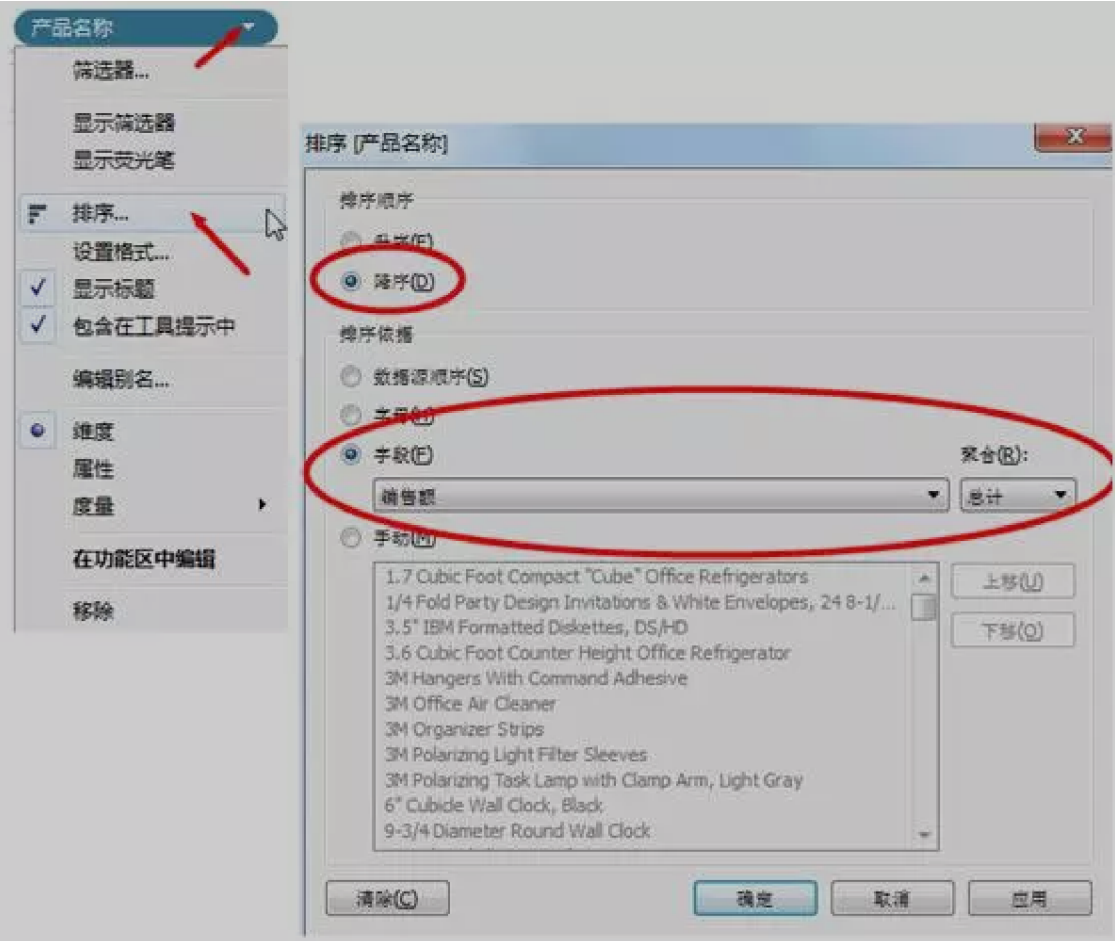 产品名称
筛选器...
显示筛选器
显示荧光笔
排序...
设置格式...
显示标题
包含在工具提示中
编辑别名...
维度
属性
度量
在功能区中编辑
移除
排序 [产品名称]
X
排序顺序
升序(E)
降序(D)
排序依据
数据源顺序(S)
字母(H)
字段(F)
聚合(R):
销售额
总计
手动(M)
1.7 Cubic Foot Compact "Cube" Office Refrigerators
1/4 Fold Party Design Invitations & White Envelopes, 24 8-1/...
3.5" IBM Formatted Diskettes, DS/HD
3.6 Cubic Foot Counter Height Office Refrigerator
3M Hangers With Command Adhesive
3M Office Air Cleaner
3M Organizer Strips
3M Polarizing Light Filter Sleeves
3M Polarizing Task Lamp with Clamp Arm, Light Gray
6" Cubicle Wall Clock, Black
9-3/4 Diameter Round Wall Clock
上移(U)
下移(O)
清除(C)
确定
取消
应用